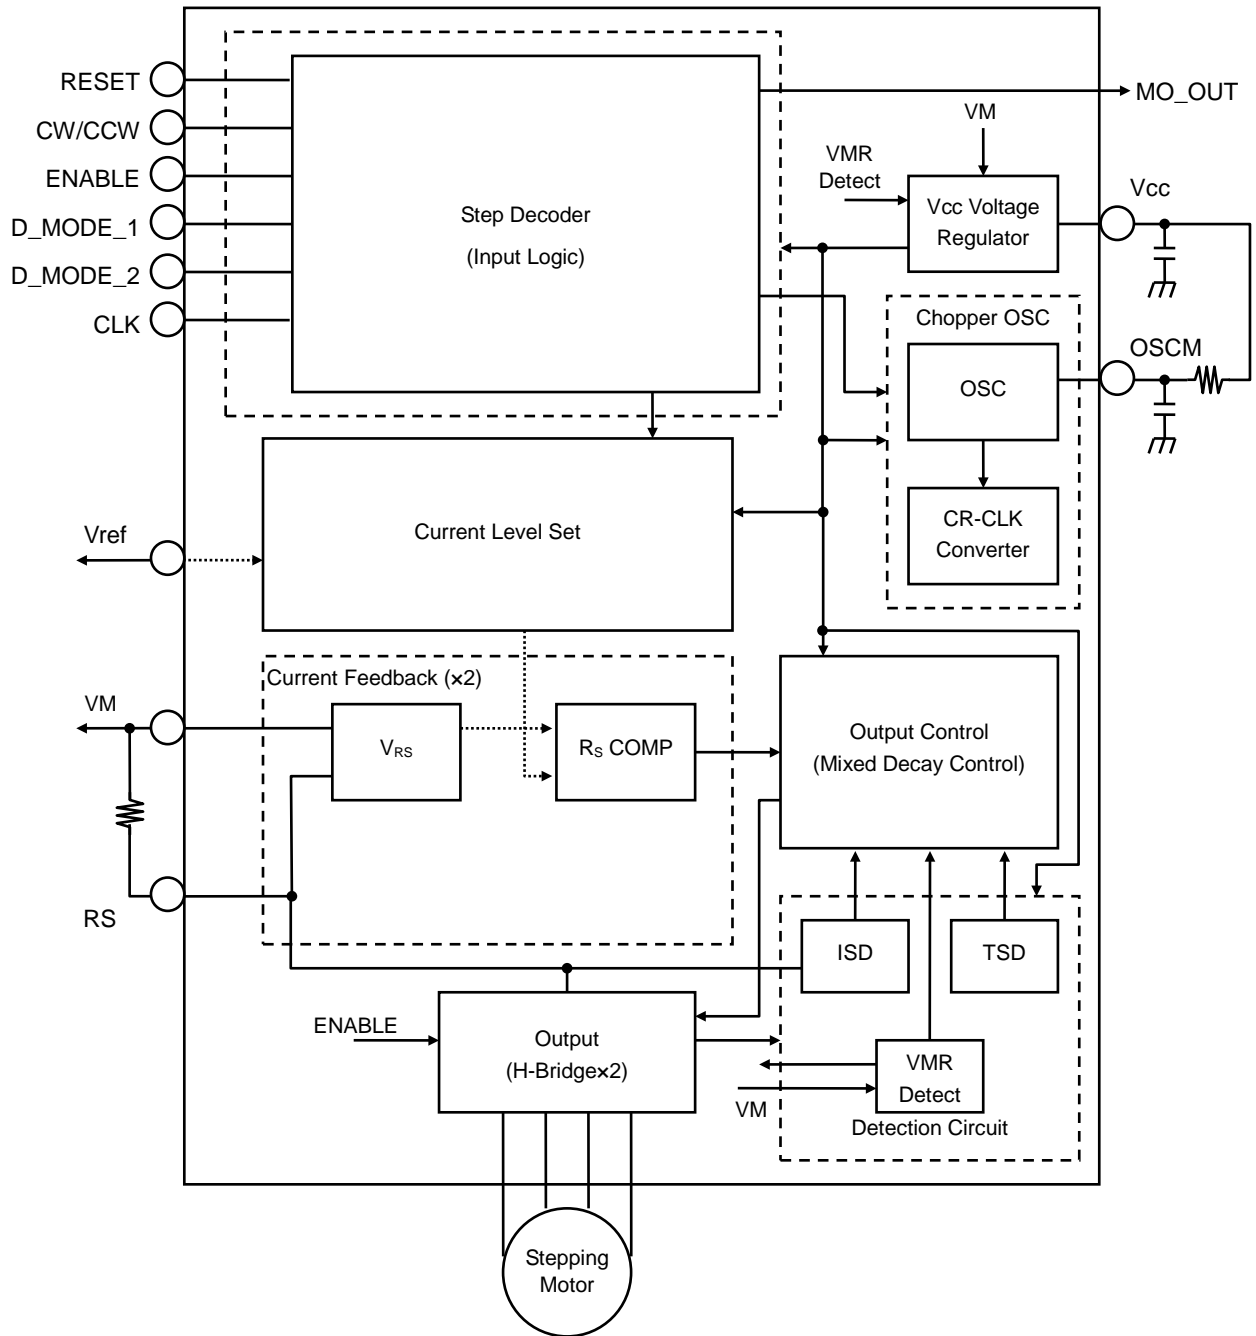 RESET
CW/CCW
ENABLE
D_MODE_1
D_MODE_2
CLK
Step Decoder
(Input Logic)
MO_OUT
VM
VMR
Detect
Vcc Voltage
Regulator
Vcc
Chopper OSC
OSC
OSCM
CR-CLK
Converter
Current Level Set
Vref
Current Feedback (×2)
VM
VRS
RS COMP
Output Control
(Mixed Decay Control)
RS
ISD
TSD
ENABLE
Output
(H-Bridge×2)
VMR
Detect
VM
Detection Circuit
Stepping
Motor